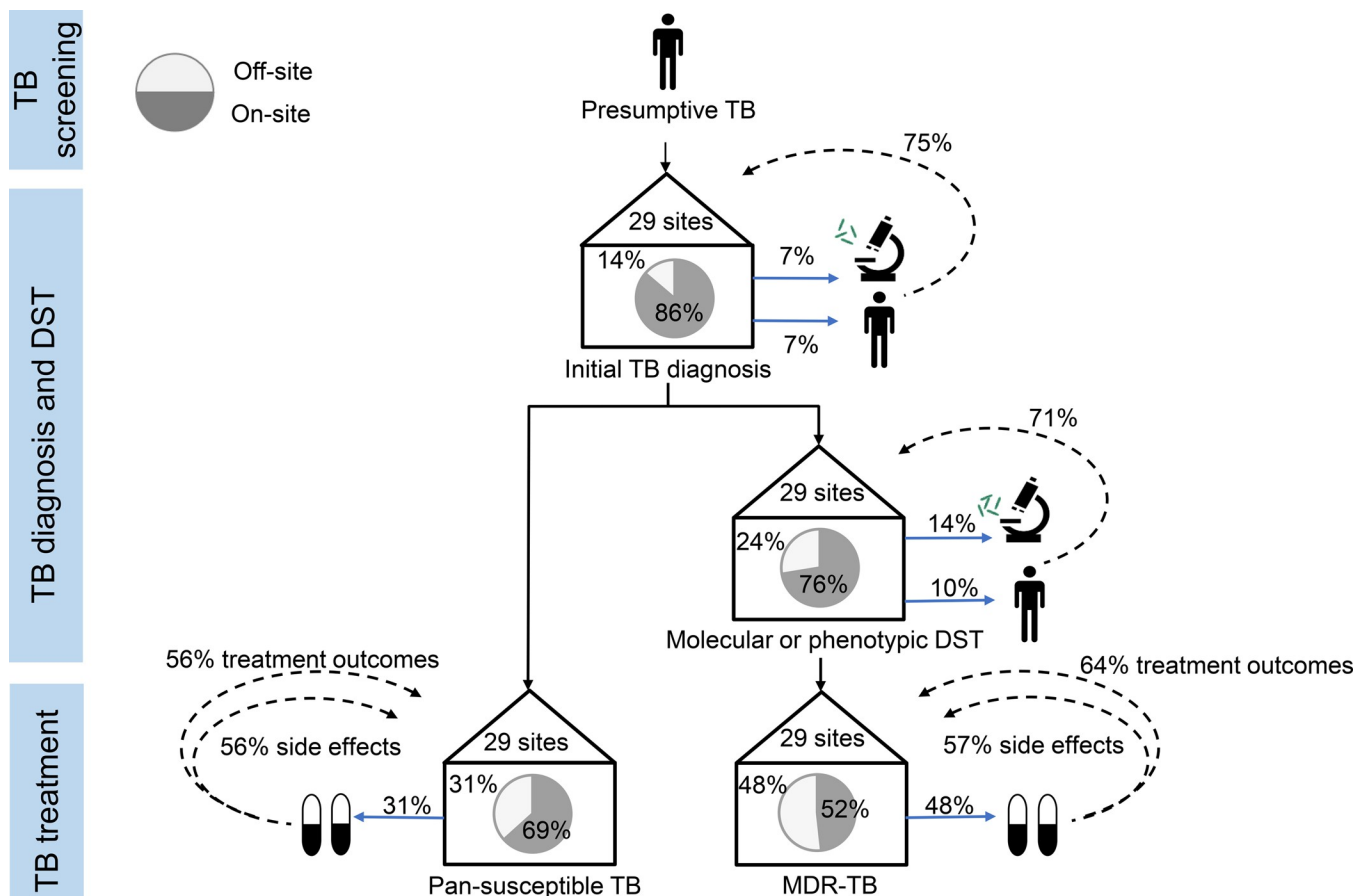 TB
screening
Off-site
On-site
Presumptive TB
75%
29 sites
14%
86%
7%
7%
Initial TB diagnosis
TB diagnosis and DST
71%
29 sites
24%
76%
14%
10%
Molecular or phenotypic DST
TB treatment
56% treatment outcomes
56% side effects
29 sites
31%
69%
31%
Pan-susceptible TB
64% treatment outcomes
57% side effects
29 sites
48%
52%
48%
MDR-TB